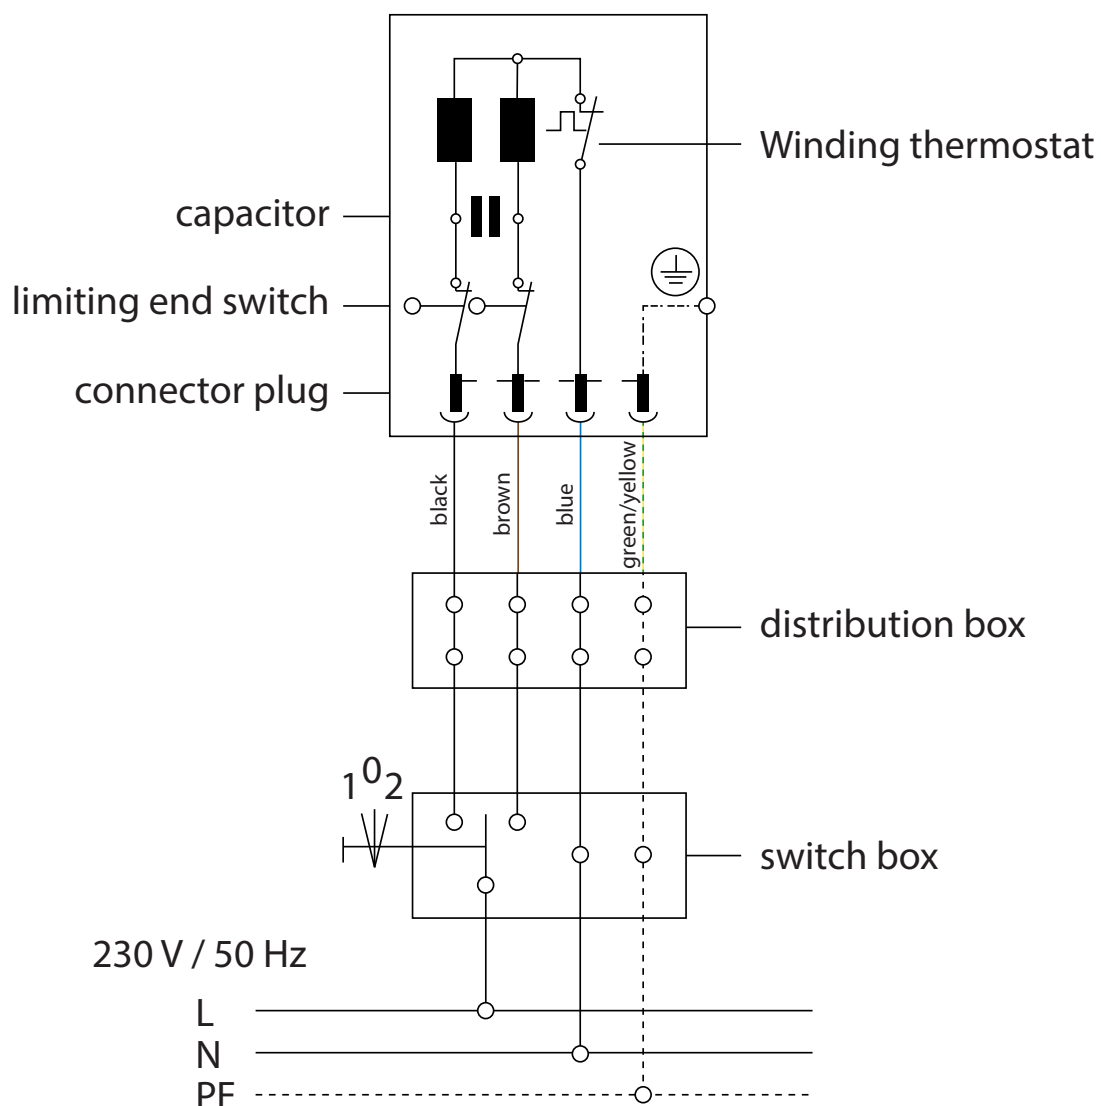 Winding thermostat
capacitor
limiting end switch
connector plug
black
brown
blue
green/yellow
distribution box
1 0 2
switch box
230 V / 50 Hz
L
N
PE